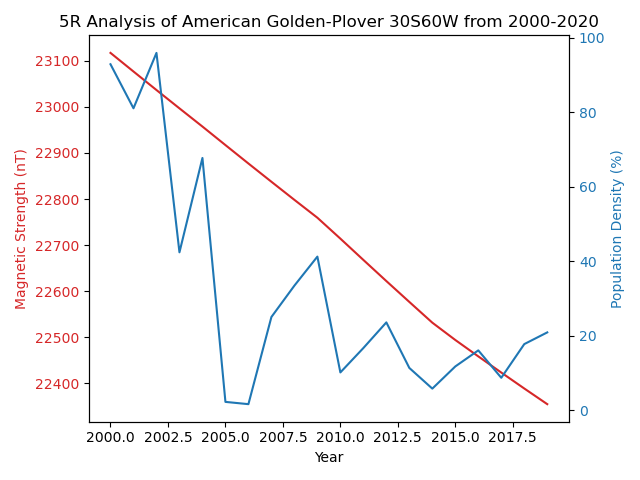 5R Analysis of American Golden-Plover 30S60W from 2000-2020
23100
23000
22900
22800
22700
22600
22500
22400
Magnetic Strength (nT)
100
80
60
40
20
0
Population Density (%)
2000.0 2002.5 2005.0 2007.5 2010.0 2012.5 2015.0 2017.5
Year